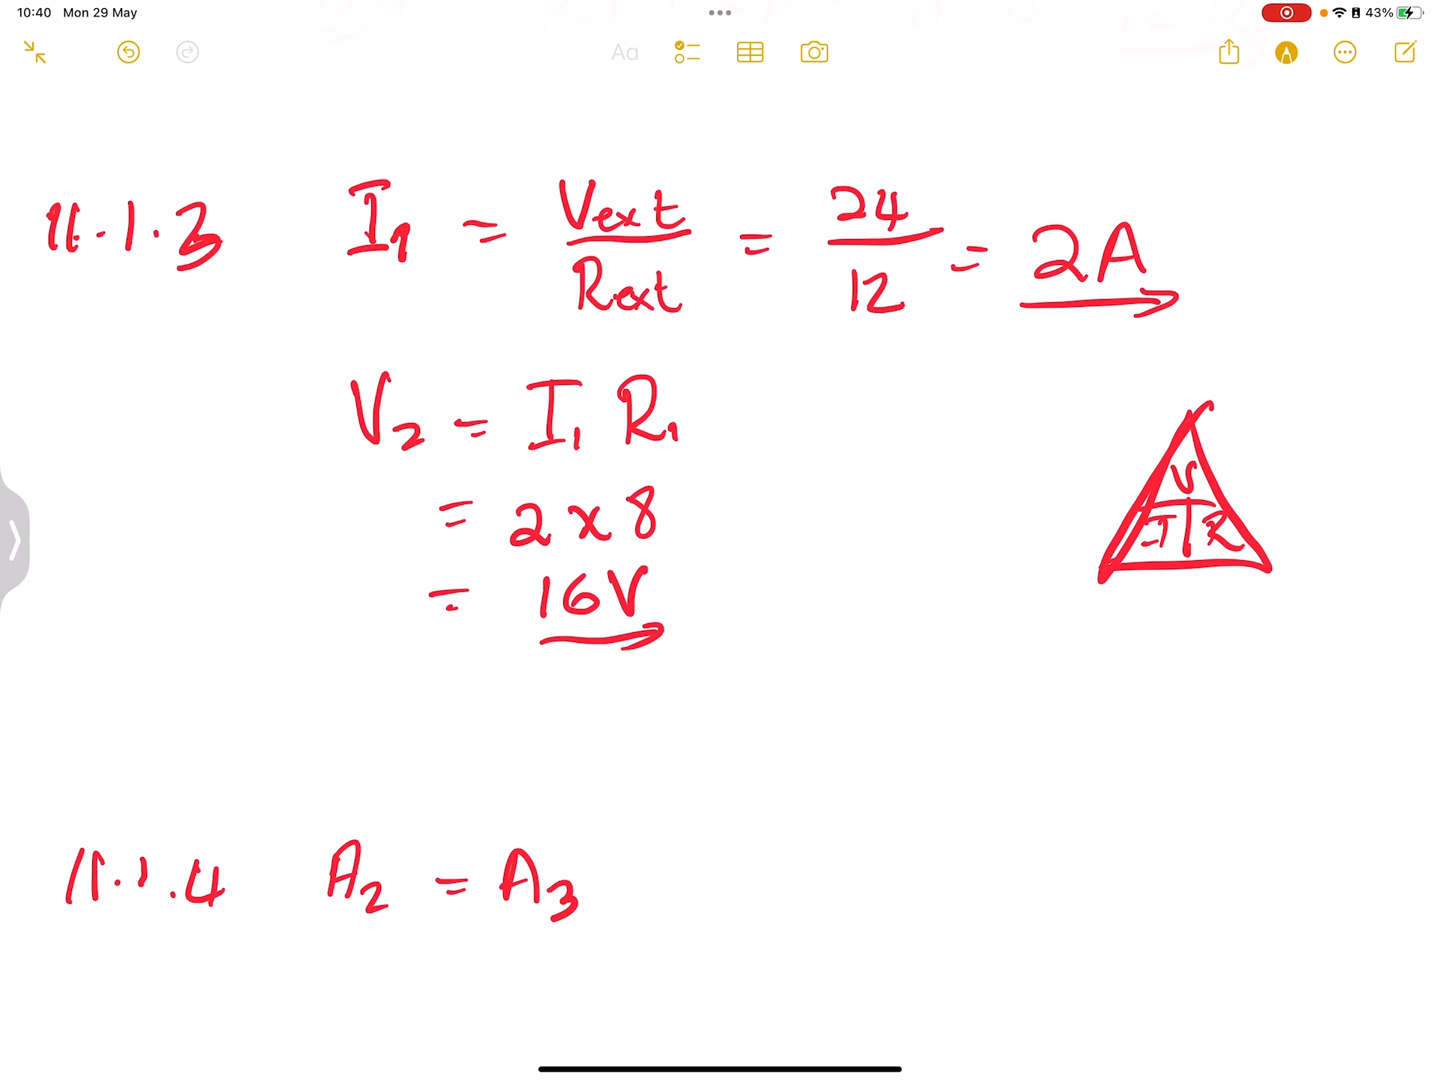 10:40 Mon 29 May
43%
Aa
11.1.3 I₁ = Vext / Rext = 24 / 12 = 2A
V₂ = I₁ R₁
= 2 x 8
= 16V
V
I R
11.1.4 A₂ = A₃